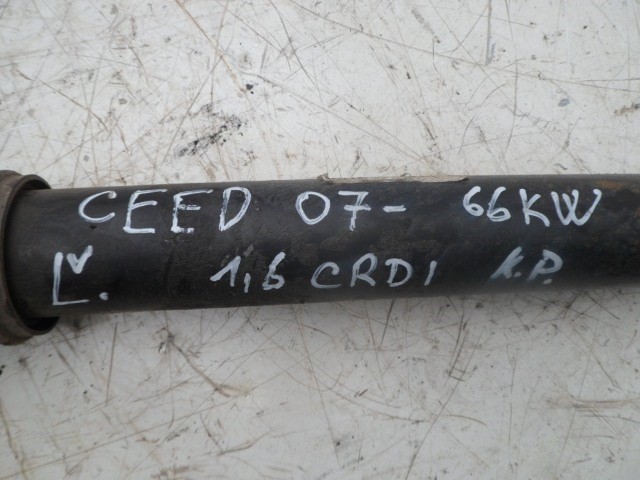 CEED 07- 66KW
Ľ. 1,6 CRDI K.P.